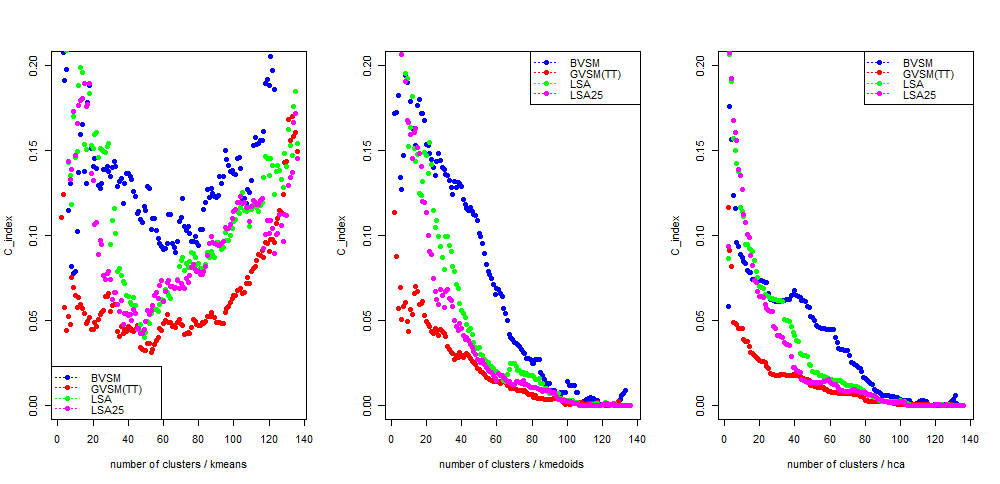 C_index
0.00 0.05 0.10 0.15 0.20
BVSM
GVSM(TT)
LSA
LSA25
0 20 40 60 80 100 120 140
number of clusters / kmeans
C_index
0.00 0.05 0.10 0.15 0.20
BVSM
GVSM(TT)
LSA
LSA25
0 20 40 60 80 100 120 140
number of clusters / kmedoids
C_index
0.00 0.05 0.10 0.15 0.20
BVSM
GVSM(TT)
LSA
LSA25
0 20 40 60 80 100 120 140
number of clusters / hca